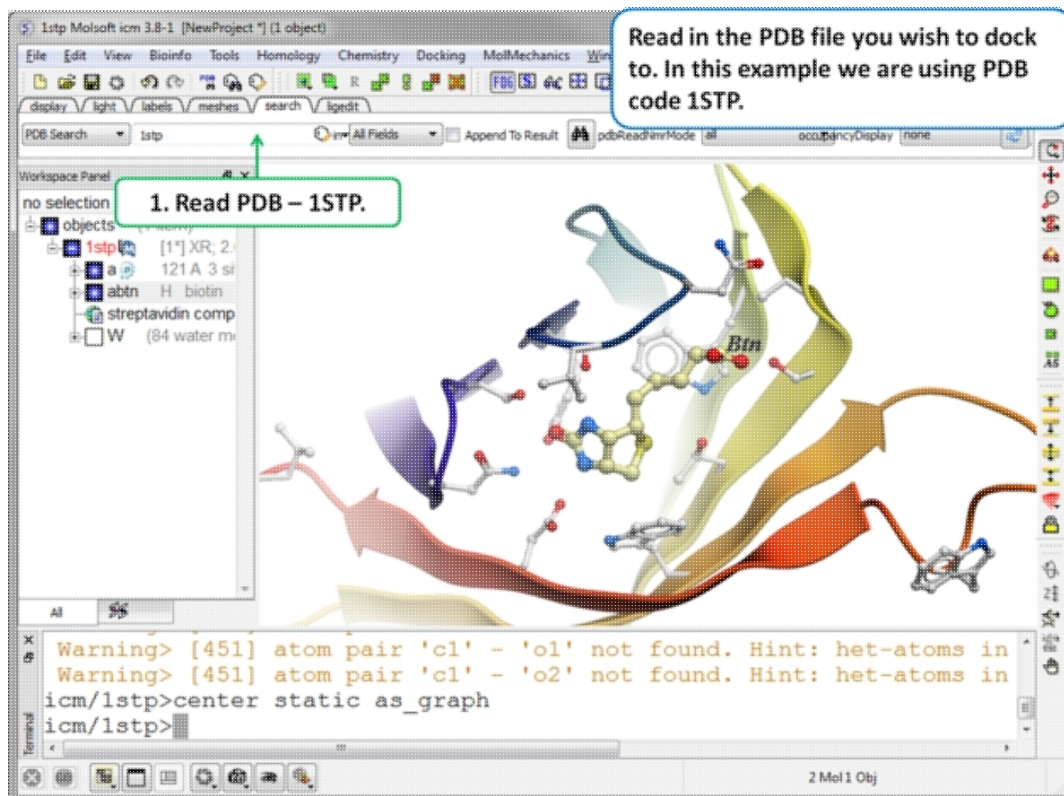 1stp Molsoft icm 3.8-1 [NewProject *] (1 object)
File Edit View Bioinfo Tools Homology Chemistry Docking MolMechanics
Read in the PDB file you wish to dock
to. In this example we are using PDB
code 1STP.
display light labels meshes search ligedit
PDB Search 1stp in All Fields Append To Result pdbReadNmrMode all occupancyDisplay none
Workspace Panel
1. Read PDB – 1STP.
no selection
objects
1stp [1*] XR; 2.
a 121 A 3 si
abtn H biotin
streptavidin comp
W (84 water m
Btn
AS
All
Warning> [451] atom pair 'c1' - 'o1' not found. Hint: het-atoms in
Warning> [451] atom pair 'c1' - 'o2' not found. Hint: het-atoms in
icm/1stp>center static as_graph
icm/1stp>
Terminal
2 Mol 1 Obj